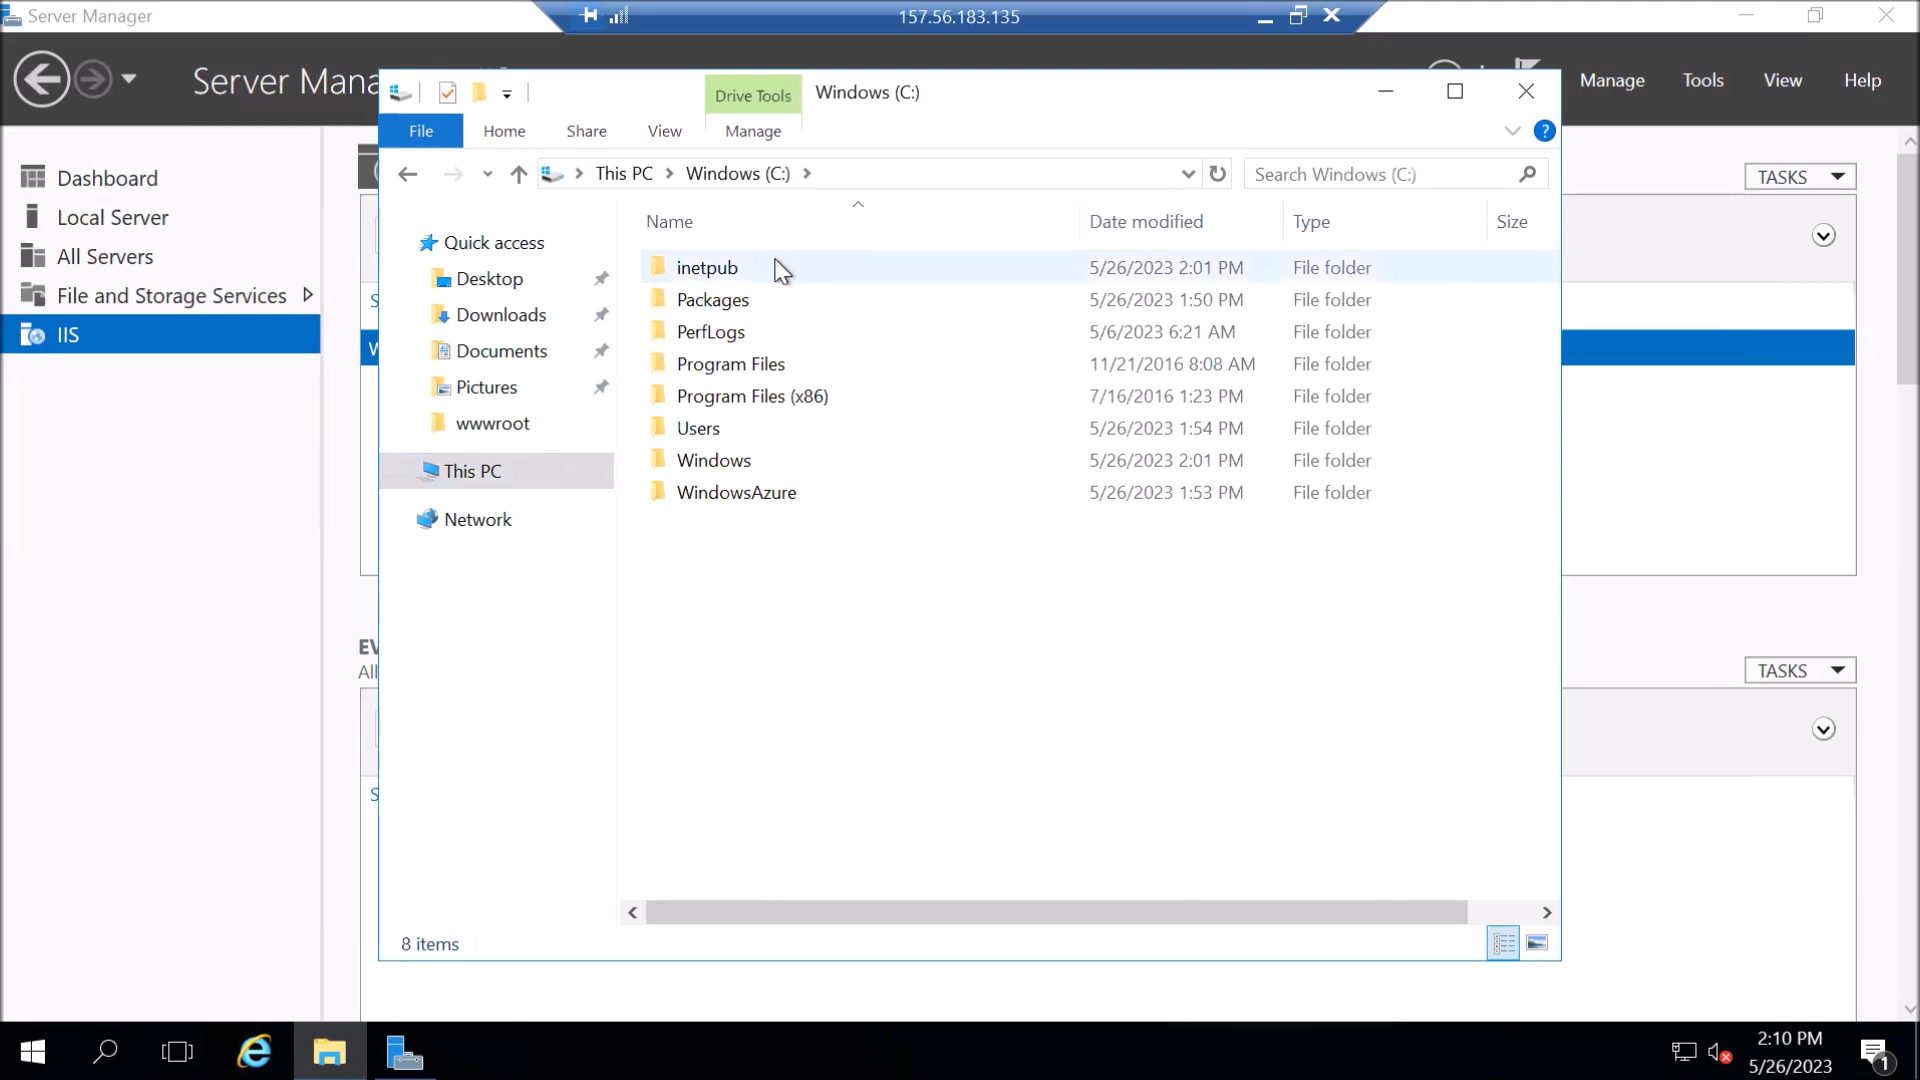 Server Manager
157.56.183.135
Server Mana
Manage
Tools
View
Help
Drive Tools
Windows (C:)
File
Home
Share
View
Manage
?
This PC
Windows (C:)
Search Windows (C:)
Dashboard
Local Server
All Servers
File and Storage Services
IIS
TASKS
S
W
Quick access
Desktop
Downloads
Documents
Pictures
wwwroot
This PC
Network
Name
Date modified
Type
Size
inetpub
5/26/2023 2:01 PM
File folder
Packages
5/26/2023 1:50 PM
File folder
PerfLogs
5/6/2023 6:21 AM
File folder
Program Files
11/21/2016 8:08 AM
File folder
Program Files (x86)
7/16/2016 1:23 PM
File folder
Users
5/26/2023 1:54 PM
File folder
Windows
5/26/2023 2:01 PM
File folder
WindowsAzure
5/26/2023 1:53 PM
File folder
EV
All
TASKS
S
8 items
2:10 PM
5/26/2023
1